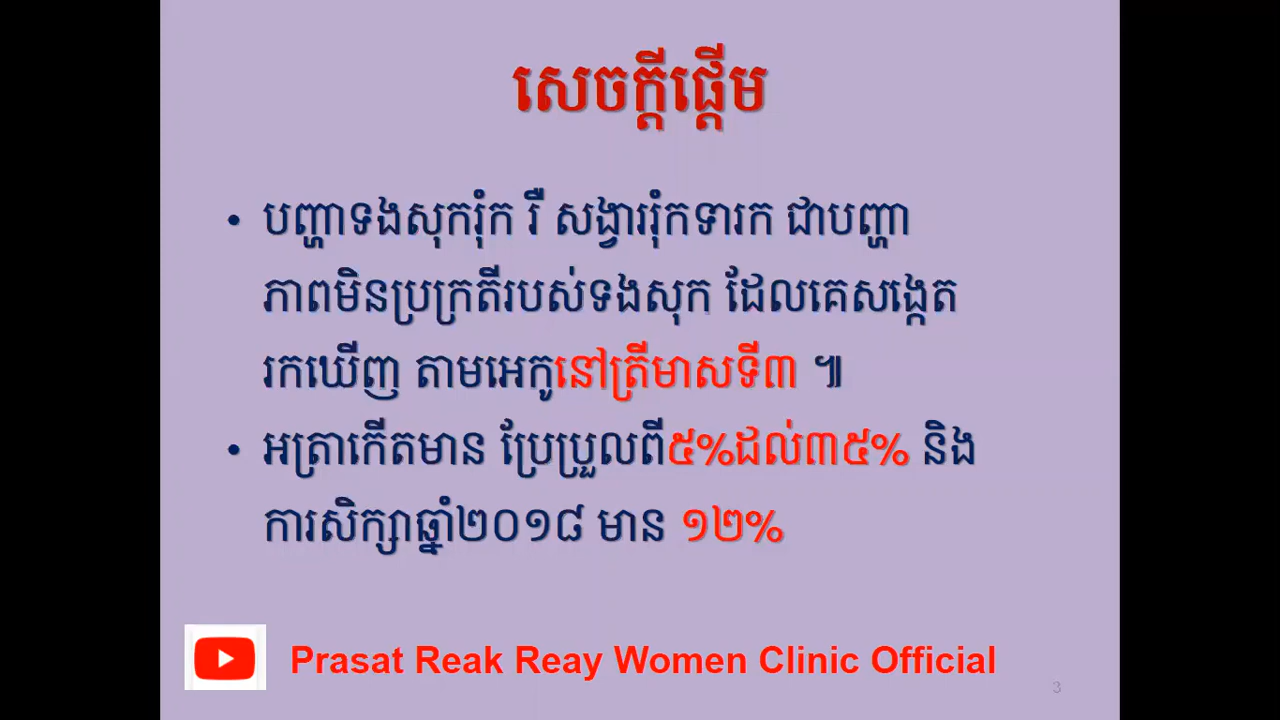 សេចក្តីផ្តើម
• បញ្ហាទងសុករុំក រឺ សង្វាររុំកទារក ជាបញ្ហា
ភាពមិនប្រក្រតីរបស់ទងសុក ដែលគេសង្កេត
រកឃើញ តាមអេកូនៅត្រីមាសទី៣ ៕
• អត្រាកើតមាន ប្រែប្រួលពី៥%ដល់៣៥% និង
ការសិក្សាឆ្នាំ២០១៨ មាន ១២%
Prasat Reak Reay Women Clinic Official
3